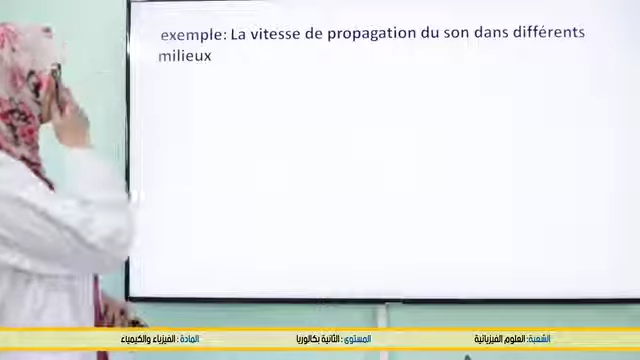 exemple: La vitesse de propagation du son dans différents
milieux
الشعبة: العلوم الفيزيائية
المستوى : الثانية بكالوريا
المادة : الفيزياء والكيمياء